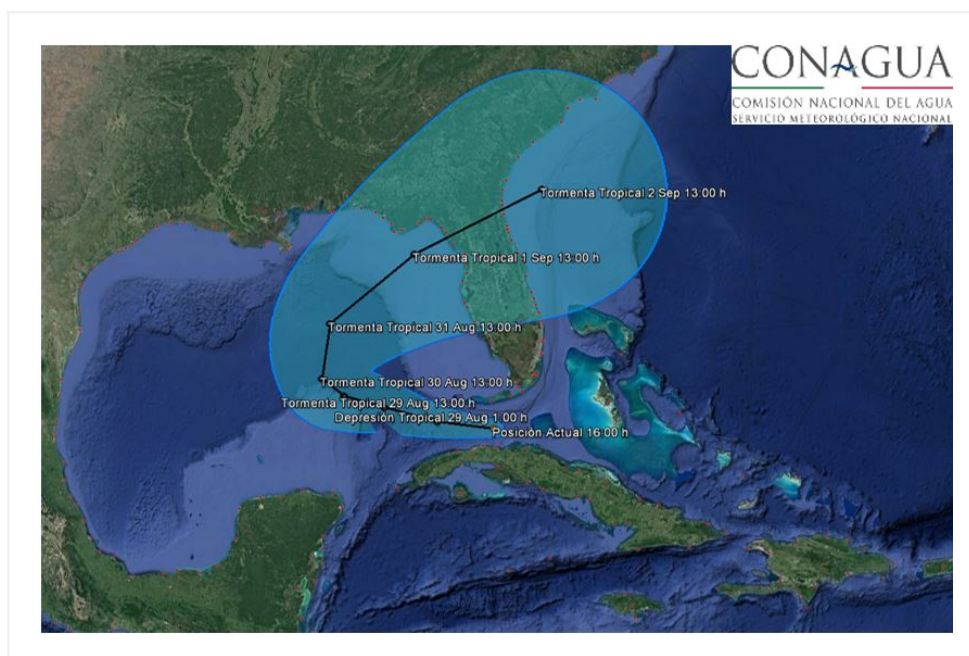 CONAGUA
COMISIÓN NACIONAL DEL AGUA
SERVICIO METEOROLÓGICO NACIONAL
Tormenta Tropical 2 Sep 13:00 h
Tormenta Tropical 1 Sep 13:00 h
Tormenta Tropical 31 Aug 13:00 h
Tormenta Tropical 30 Aug 13:00 h
Tormenta Tropical 29 Aug 13:00 h
Depresión Tropical 29 Aug 1:00 h
Posición Actual 16:00 h